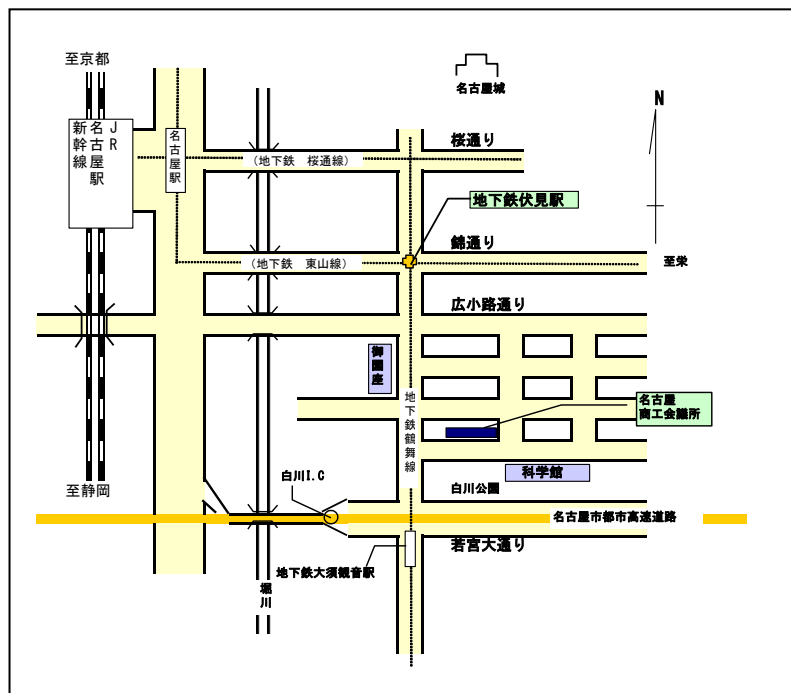 至京都
名古屋城
N
桜通り
JR
名古屋駅
新幹線
名古屋駅
(地下鉄　桜通線)
地下鉄伏見駅
錦通り
(地下鉄　東山線)
至栄
広小路通り
御園座
地下鉄鶴舞線
名古屋
商工会議所
科学館
白川I.C
白川公園
至静岡
名古屋市都市高速道路
若宮大通り
地下鉄大須観音駅
堀川